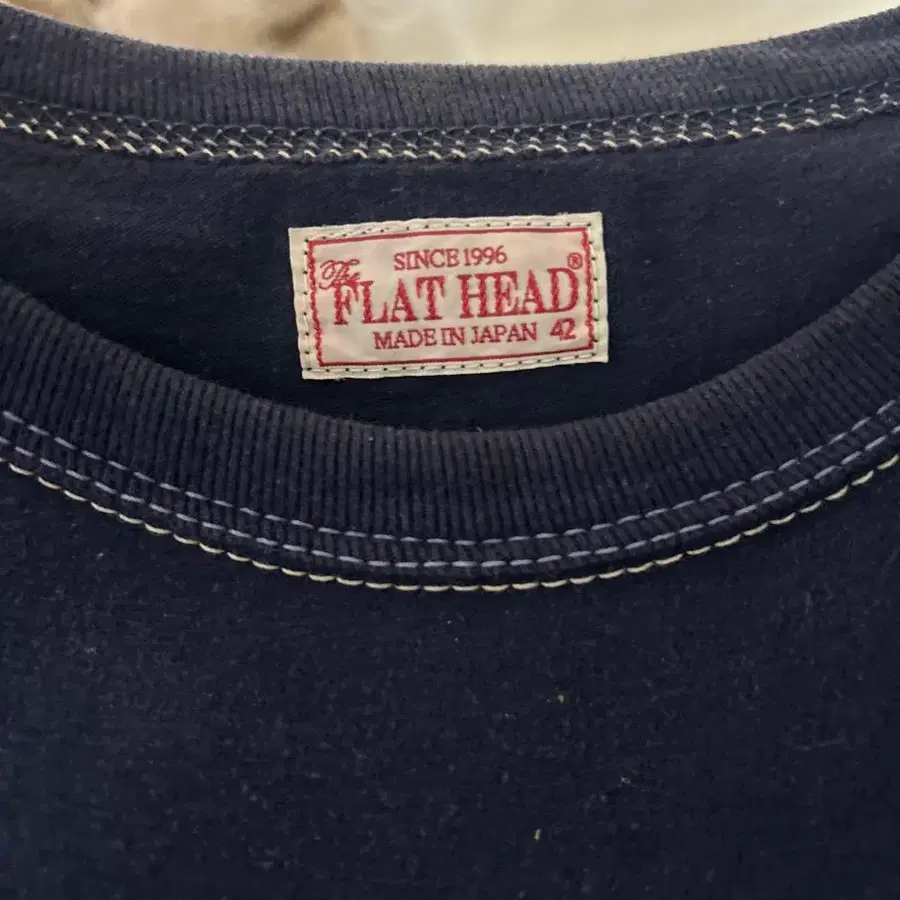 SINCE 1996
The FLAT HEAD®
MADE IN JAPAN 42